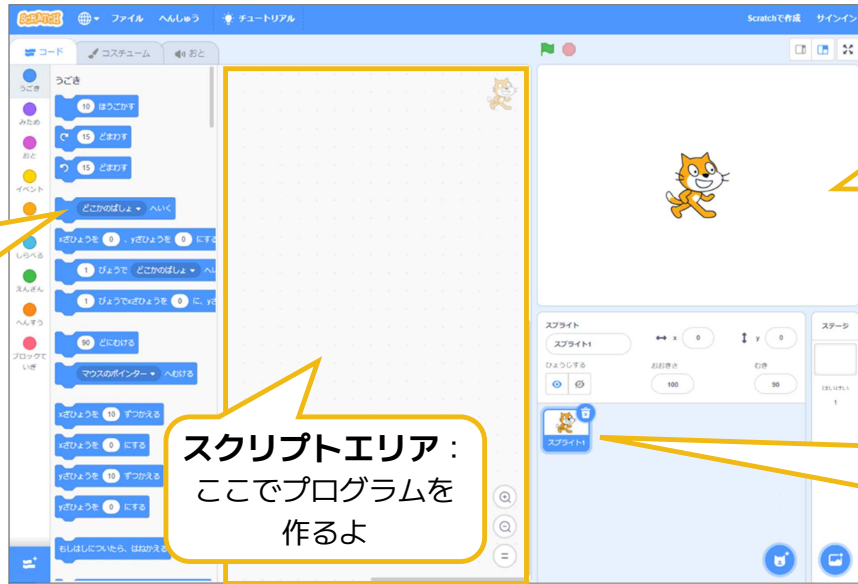 SCRATCH
ファイル へんしゅう チュートリアル
Scratchで作成 サインイン
コード コスチューム おと
うごき
みため
おと
イベント
しらべる
えんざん
へんすう
ブロックていぎ
うごき
10 ほうごかす
15 どまわす
15 どまわす
どこかのばしょ へいく
xざひょうを 0 、yざひょうを 0 にする
1 びょうで どこかのばしょ へい
1 びょうでxざひょうを 0 に、yざ
90 どにむける
マウスのポインター へむける
xざひょうを 10 ずつかえる
xざひょうを 0 にする
yざひょうを 10 ずつかえる
yざひょうを 0 にする
もしはしについたら、はねかえる
スクリプトエリア：
ここでプログラムを
作るよ
スプライト
スプライト1
x 0 y 0
ひょうじする おおきさ むき
100 90
スプライト1
ステージ
はいけい
1